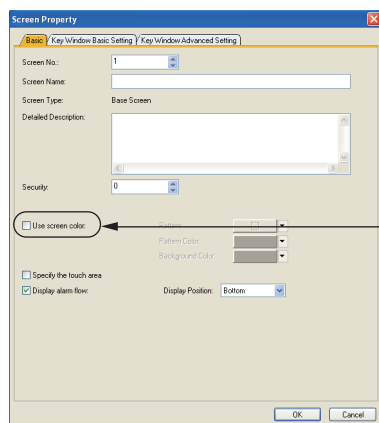 Screen Property
Basic Key Window Basic Setting Key Window Advanced Setting
Screen No.: 1
Screen Name:
Screen Type: Base Screen
Detailed Description:
Security: 0
Use screen color: Pattern:
Pattern Color:
Background Color:
Specify the touch area
Display alarm flow: Display Position: Bottom
OK Cancel